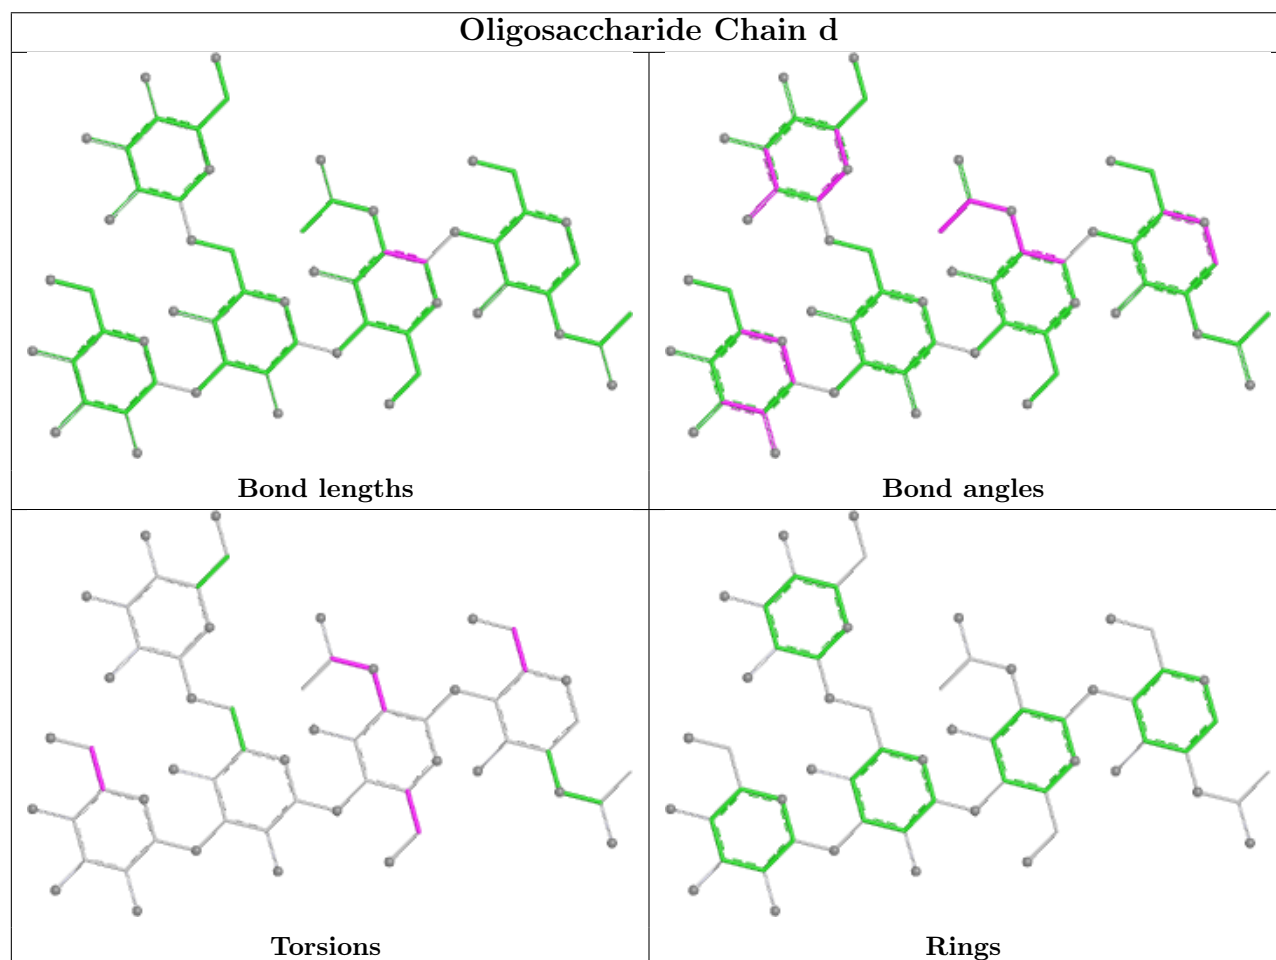 Oligosaccharide Chain d
Bond lengths
Bond angles
Torsions
Rings